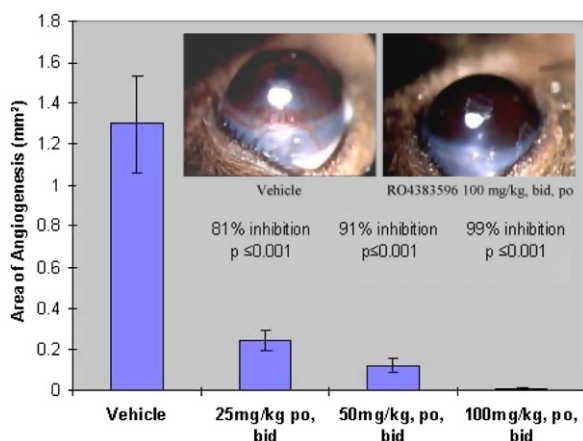 1.8
1.6
1.4
1.2
1
0.8
0.6
0.4
0.2
0
Area of Angiogenesis (mm²)
Vehicle
RO4383596 100 mg/kg, bid, po
81% inhibition
p ≤0.001
91% inhibition
p≤0.001
99% inhibition
p ≤0.001
Vehicle
25mg/kg po,
bid
50mg/kg, po,
bid
100mg/kg, po,
bid